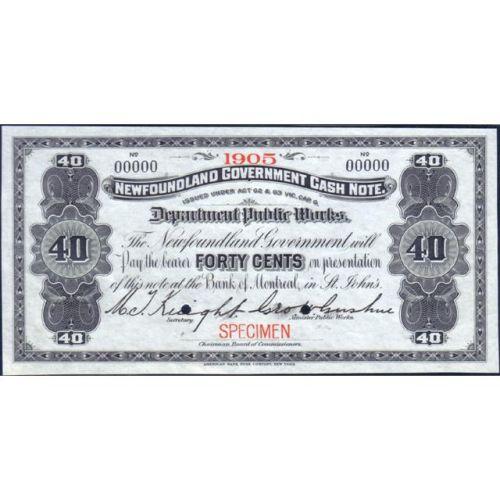 1905
No 00000 No 00000
40 40
NEWFOUNDLAND GOVERNMENT CASH NOTE.
ISSUED UNDER ACT 62 & 63 VIC. CAP 6.
Department Public Works.
The Newfoundland Government will
40 Pay the bearer FORTY CENTS on presentation 40
of this note at the Bank of Montreal, in St. John's.
Secretary. Minister Public Works.
SPECIMEN
40 40
Chairman Board of Commissioners.
AMERICAN BANK NOTE COMPANY, NEW YORK.